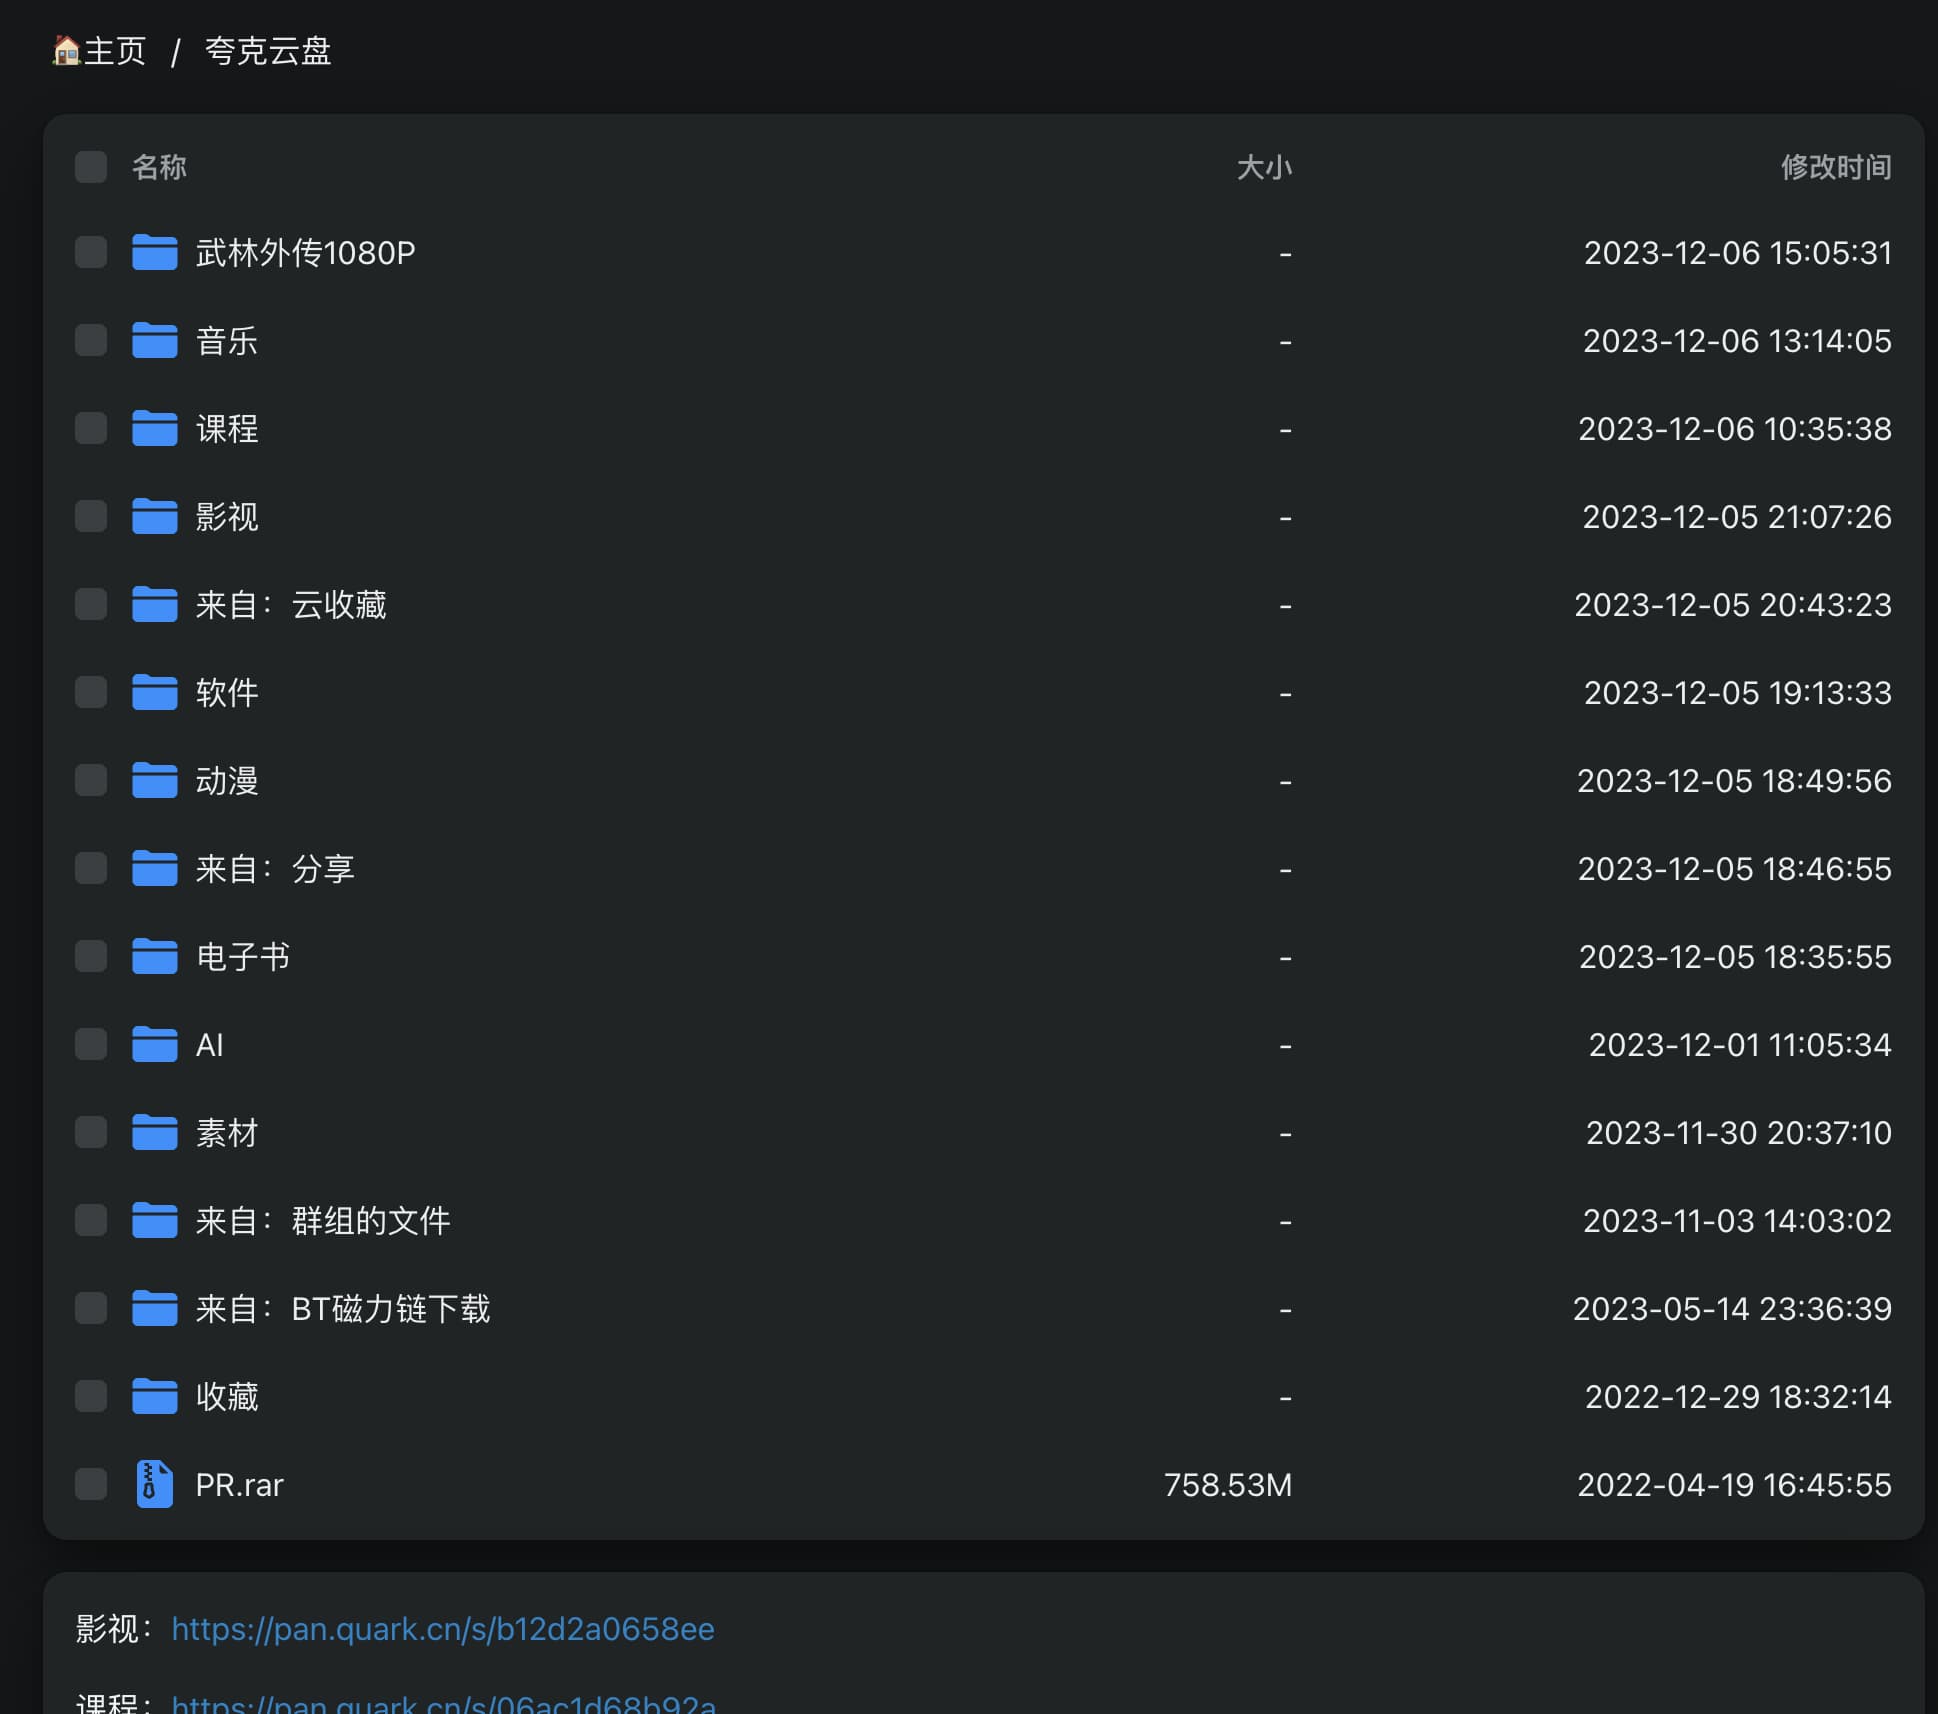 🏠主页 / 夸克云盘
名称 大小 修改时间
武林外传1080P - 2023-12-06 15:05:31
音乐 - 2023-12-06 13:14:05
课程 - 2023-12-06 10:35:38
影视 - 2023-12-05 21:07:26
来自：云收藏 - 2023-12-05 20:43:23
软件 - 2023-12-05 19:13:33
动漫 - 2023-12-05 18:49:56
来自：分享 - 2023-12-05 18:46:55
电子书 - 2023-12-05 18:35:55
AI - 2023-12-01 11:05:34
素材 - 2023-11-30 20:37:10
来自：群组的文件 - 2023-11-03 14:03:02
来自：BT磁力链下载 - 2023-05-14 23:36:39
收藏 - 2022-12-29 18:32:14
PR.rar 758.53M 2022-04-19 16:45:55
影视：https://pan.quark.cn/s/b12d2a0658ee
课程：https://pan.quark.cn/s/06ac1d68b92a